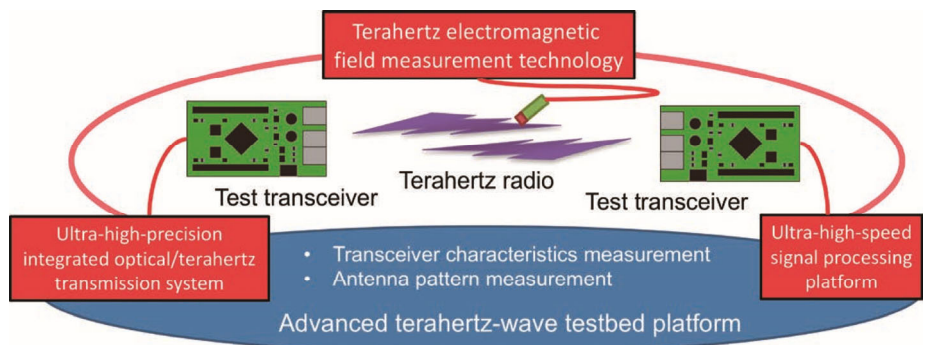 Terahertz electromagnetic
field measurement technology
Test transceiver
Terahertz radio
Test transceiver
Ultra-high-precision
integrated optical/terahertz
transmission system
• Transceiver characteristics measurement
• Antenna pattern measurement
Ultra-high-speed
signal processing
platform
Advanced terahertz-wave testbed platform